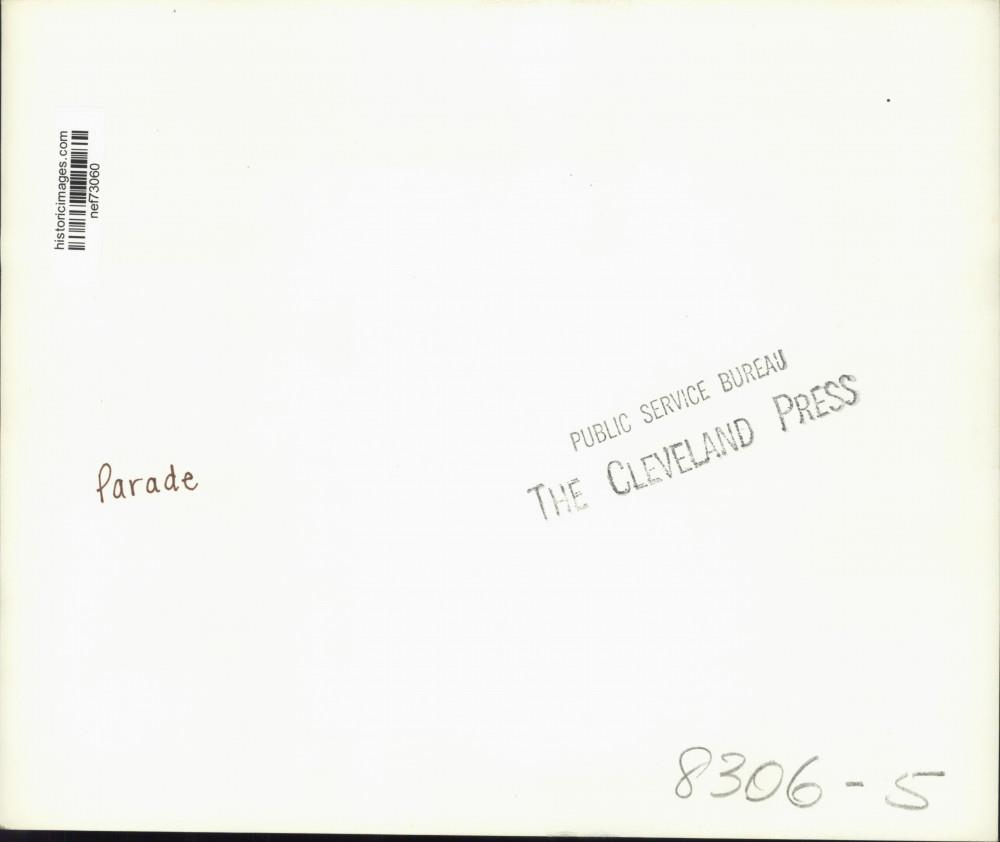 historicimages.com
nef73060
PUBLIC SERVICE BUREAU
THE CLEVELAND PRESS
Parade
8306-5